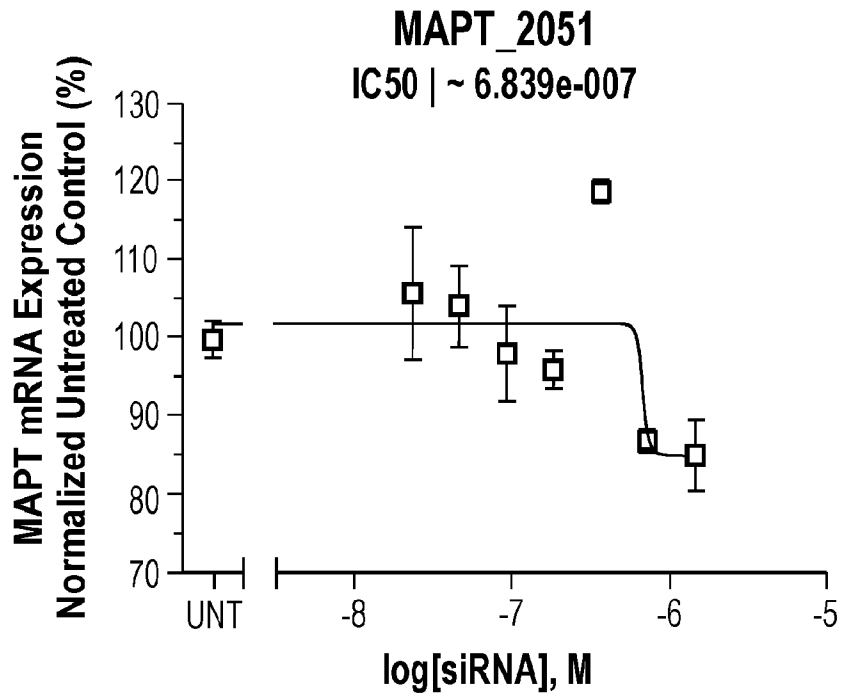 MAPT_2051
IC50 | ~ 6.839e-007
MAPT mRNA Expression
Normalized Untreated Control (%)
130
120
110
100
90
80
70
UNT
-8
-7
-6
-5
log[siRNA], M